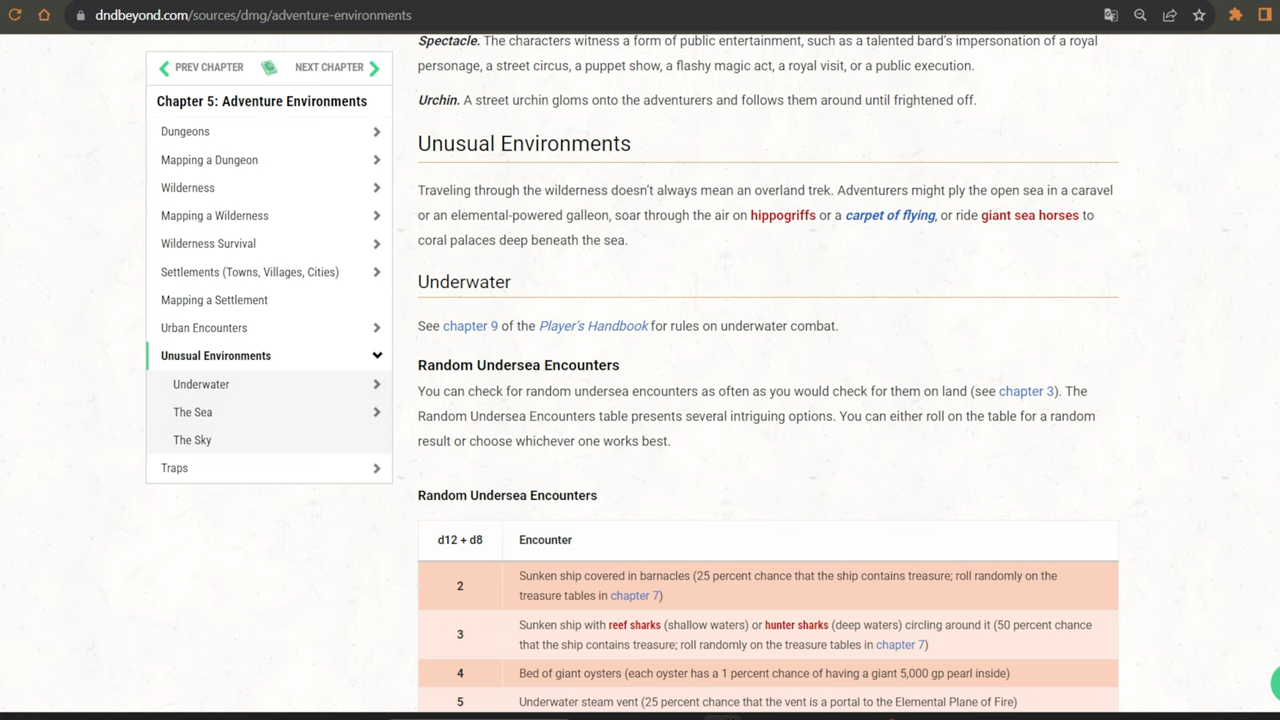 dndbeyond.com/sources/dmg/adventure-environments
PREV CHAPTER
NEXT CHAPTER
Chapter 5: Adventure Environments
Dungeons
Mapping a Dungeon
Wilderness
Mapping a Wilderness
Wilderness Survival
Settlements (Towns, Villages, Cities)
Mapping a Settlement
Urban Encounters
Unusual Environments
Underwater
The Sea
The Sky
Traps
Spectacle. The characters witness a form of public entertainment, such as a talented bard's impersonation of a royal
personage, a street circus, a puppet show, a flashy magic act, a royal visit, or a public execution.
Urchin. A street urchin gloms onto the adventurers and follows them around until frightened off.
Unusual Environments
Traveling through the wilderness doesn't always mean an overland trek. Adventurers might ply the open sea in a caravel
or an elemental-powered galleon, soar through the air on hippogriffs or a carpet of flying, or ride giant sea horses to
coral palaces deep beneath the sea.
Underwater
See chapter 9 of the Player's Handbook for rules on underwater combat.
Random Undersea Encounters
You can check for random undersea encounters as often as you would check for them on land (see chapter 3). The
Random Undersea Encounters table presents several intriguing options. You can either roll on the table for a random
result or choose whichever one works best.
Random Undersea Encounters
d12 + d8 Encounter
2 Sunken ship covered in barnacles (25 percent chance that the ship contains treasure; roll randomly on the
treasure tables in chapter 7)
3 Sunken ship with reef sharks (shallow waters) or hunter sharks (deep waters) circling around it (50 percent chance
that the ship contains treasure; roll randomly on the treasure tables in chapter 7)
4 Bed of giant oysters (each oyster has a 1 percent chance of having a giant 5,000 gp pearl inside)
5 Underwater steam vent (25 percent chance that the vent is a portal to the Elemental Plane of Fire)